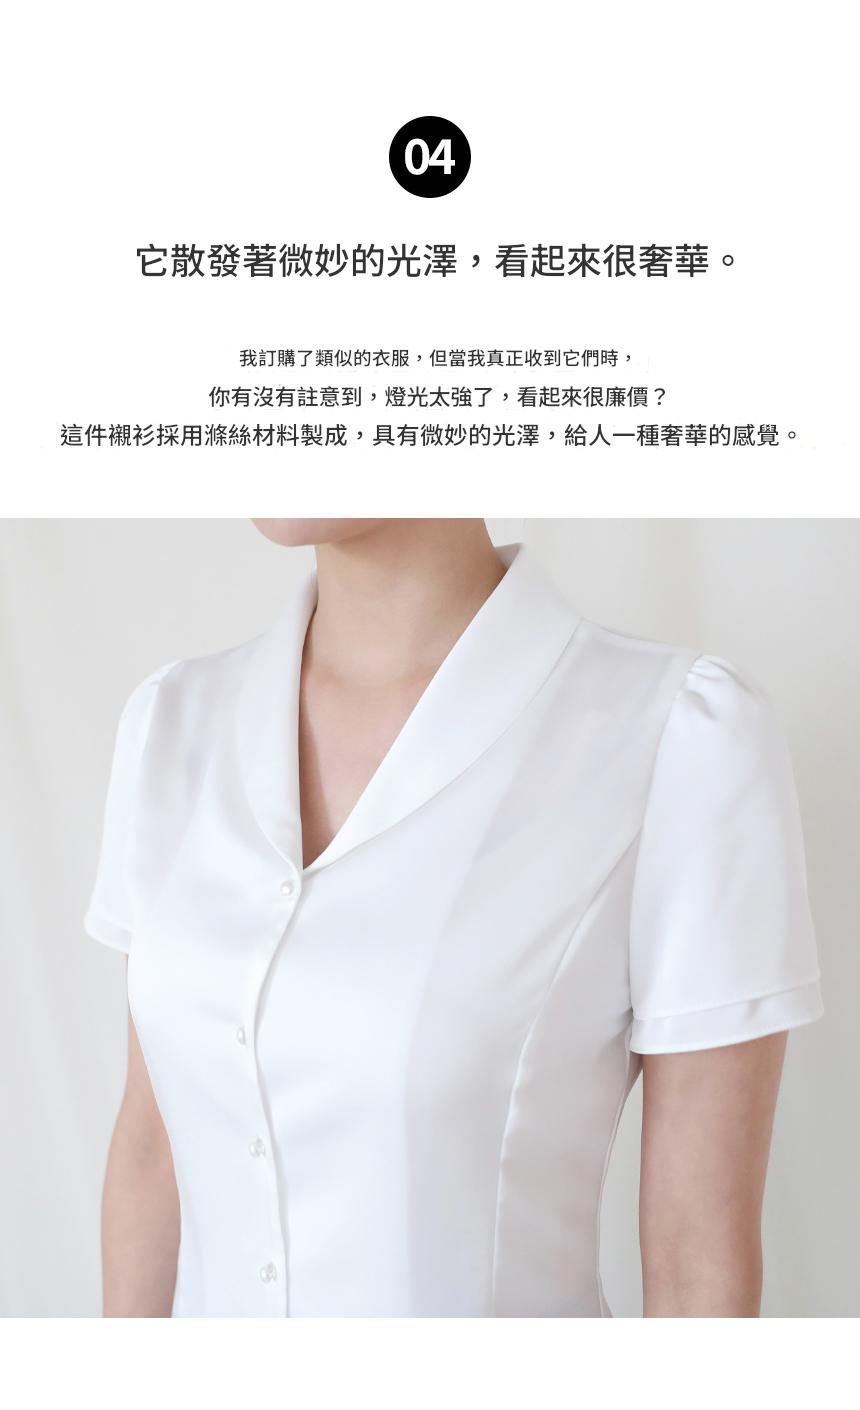 04
它散發著微妙的光澤，看起來很奢華。
我訂購了類似的衣服，但當我真正收到它們時，
你有沒有註意到，燈光太強了，看起來很廉價？
這件襯衫採用滌絲材料製成，具有微妙的光澤，給人一種奢華的感覺。